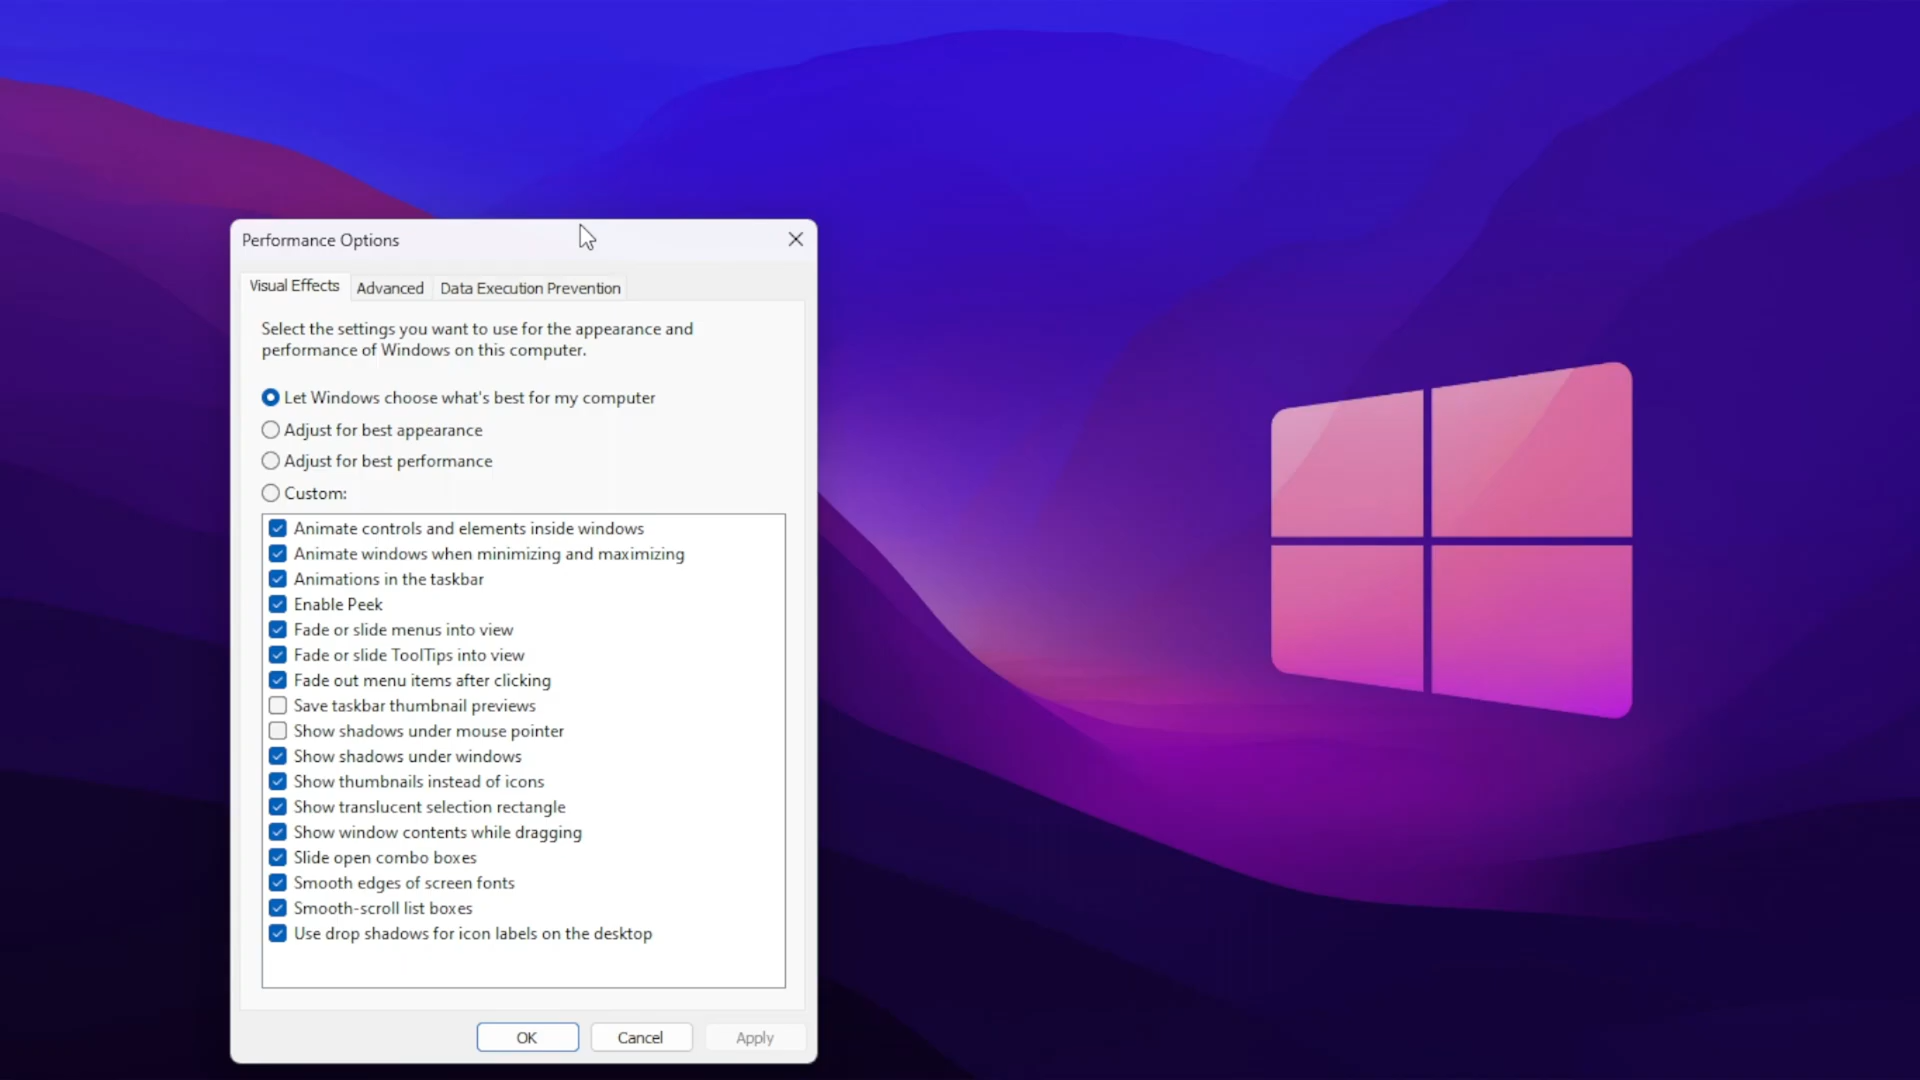 Performance Options
Visual Effects
Advanced
Data Execution Prevention
Select the settings you want to use for the appearance and
performance of Windows on this computer.
Let Windows choose what's best for my computer
Adjust for best appearance
Adjust for best performance
Custom:
Animate controls and elements inside windows
Animate windows when minimizing and maximizing
Animations in the taskbar
Enable Peek
Fade or slide menus into view
Fade or slide ToolTips into view
Fade out menu items after clicking
Save taskbar thumbnail previews
Show shadows under mouse pointer
Show shadows under windows
Show thumbnails instead of icons
Show translucent selection rectangle
Show window contents while dragging
Slide open combo boxes
Smooth edges of screen fonts
Smooth-scroll list boxes
Use drop shadows for icon labels on the desktop
OK
Cancel
Apply